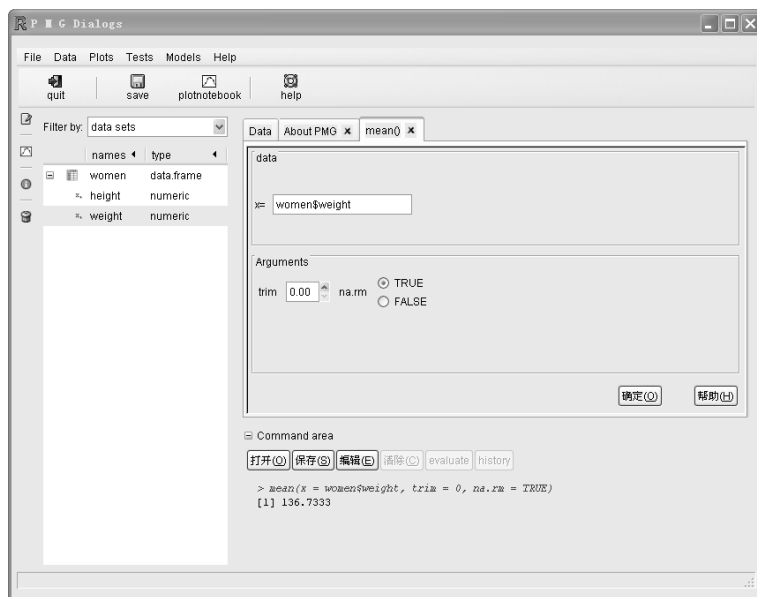 P M G Dialogs
File Data Plots Tests Models Help
quit save plotnotebook help
Filter by: data sets
names type
women data.frame
height numeric
weight numeric
Data About PMG mean()
data
x= women$weight
Arguments
trim 0.00 na.rm TRUE
FALSE
确定(O) 帮助(H)
Command area
打开(O) 保存(S) 编辑(E) 清除(C) evaluate history
> mean(x = women$weight, trim = 0, na.rm = TRUE)
[1] 136.7333